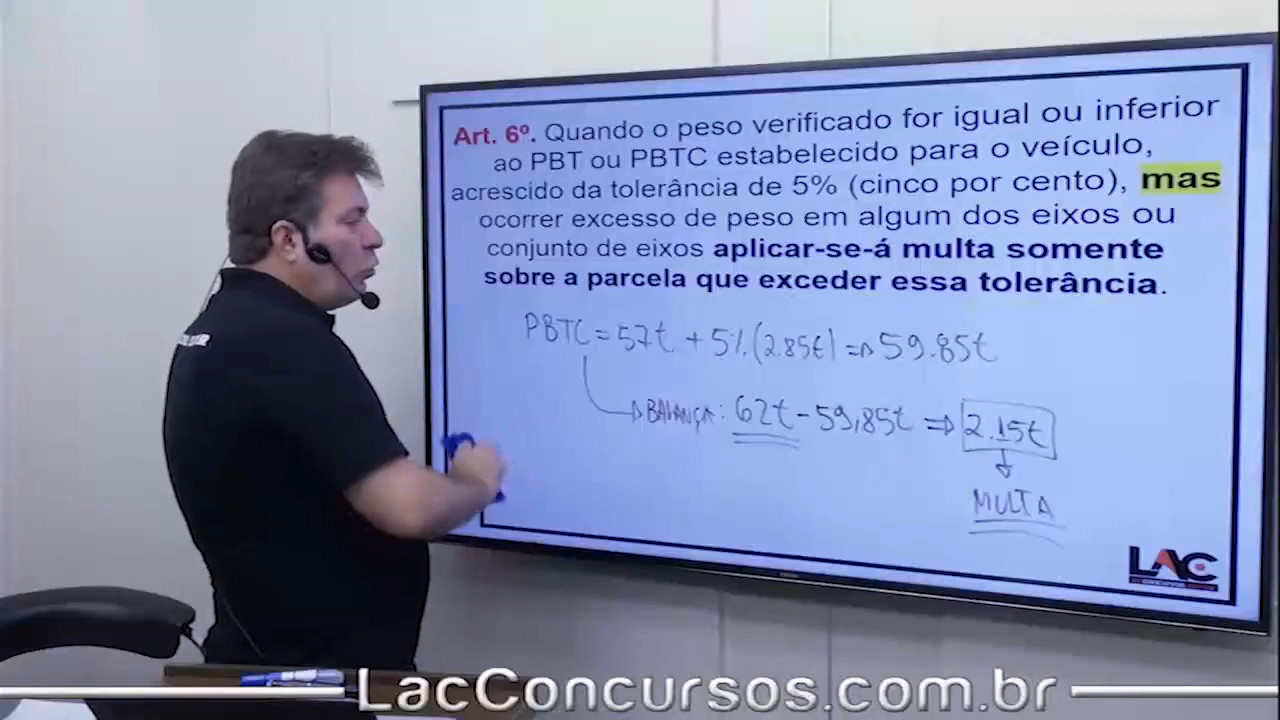 Art. 6º. Quando o peso verificado for igual ou inferior
ao PBT ou PBTC estabelecido para o veículo,
acrescido da tolerância de 5% (cinco por cento), mas
ocorrer excesso de peso em algum dos eixos ou
conjunto de eixos aplicar-se-á multa somente
sobre a parcela que exceder essa tolerância.
PBTC = 57t + 5% (2.85t) => 59.85t
BALANÇA: 62t - 59,85t => 2.15t
MULTA
LAC
LacConcursos.com.br